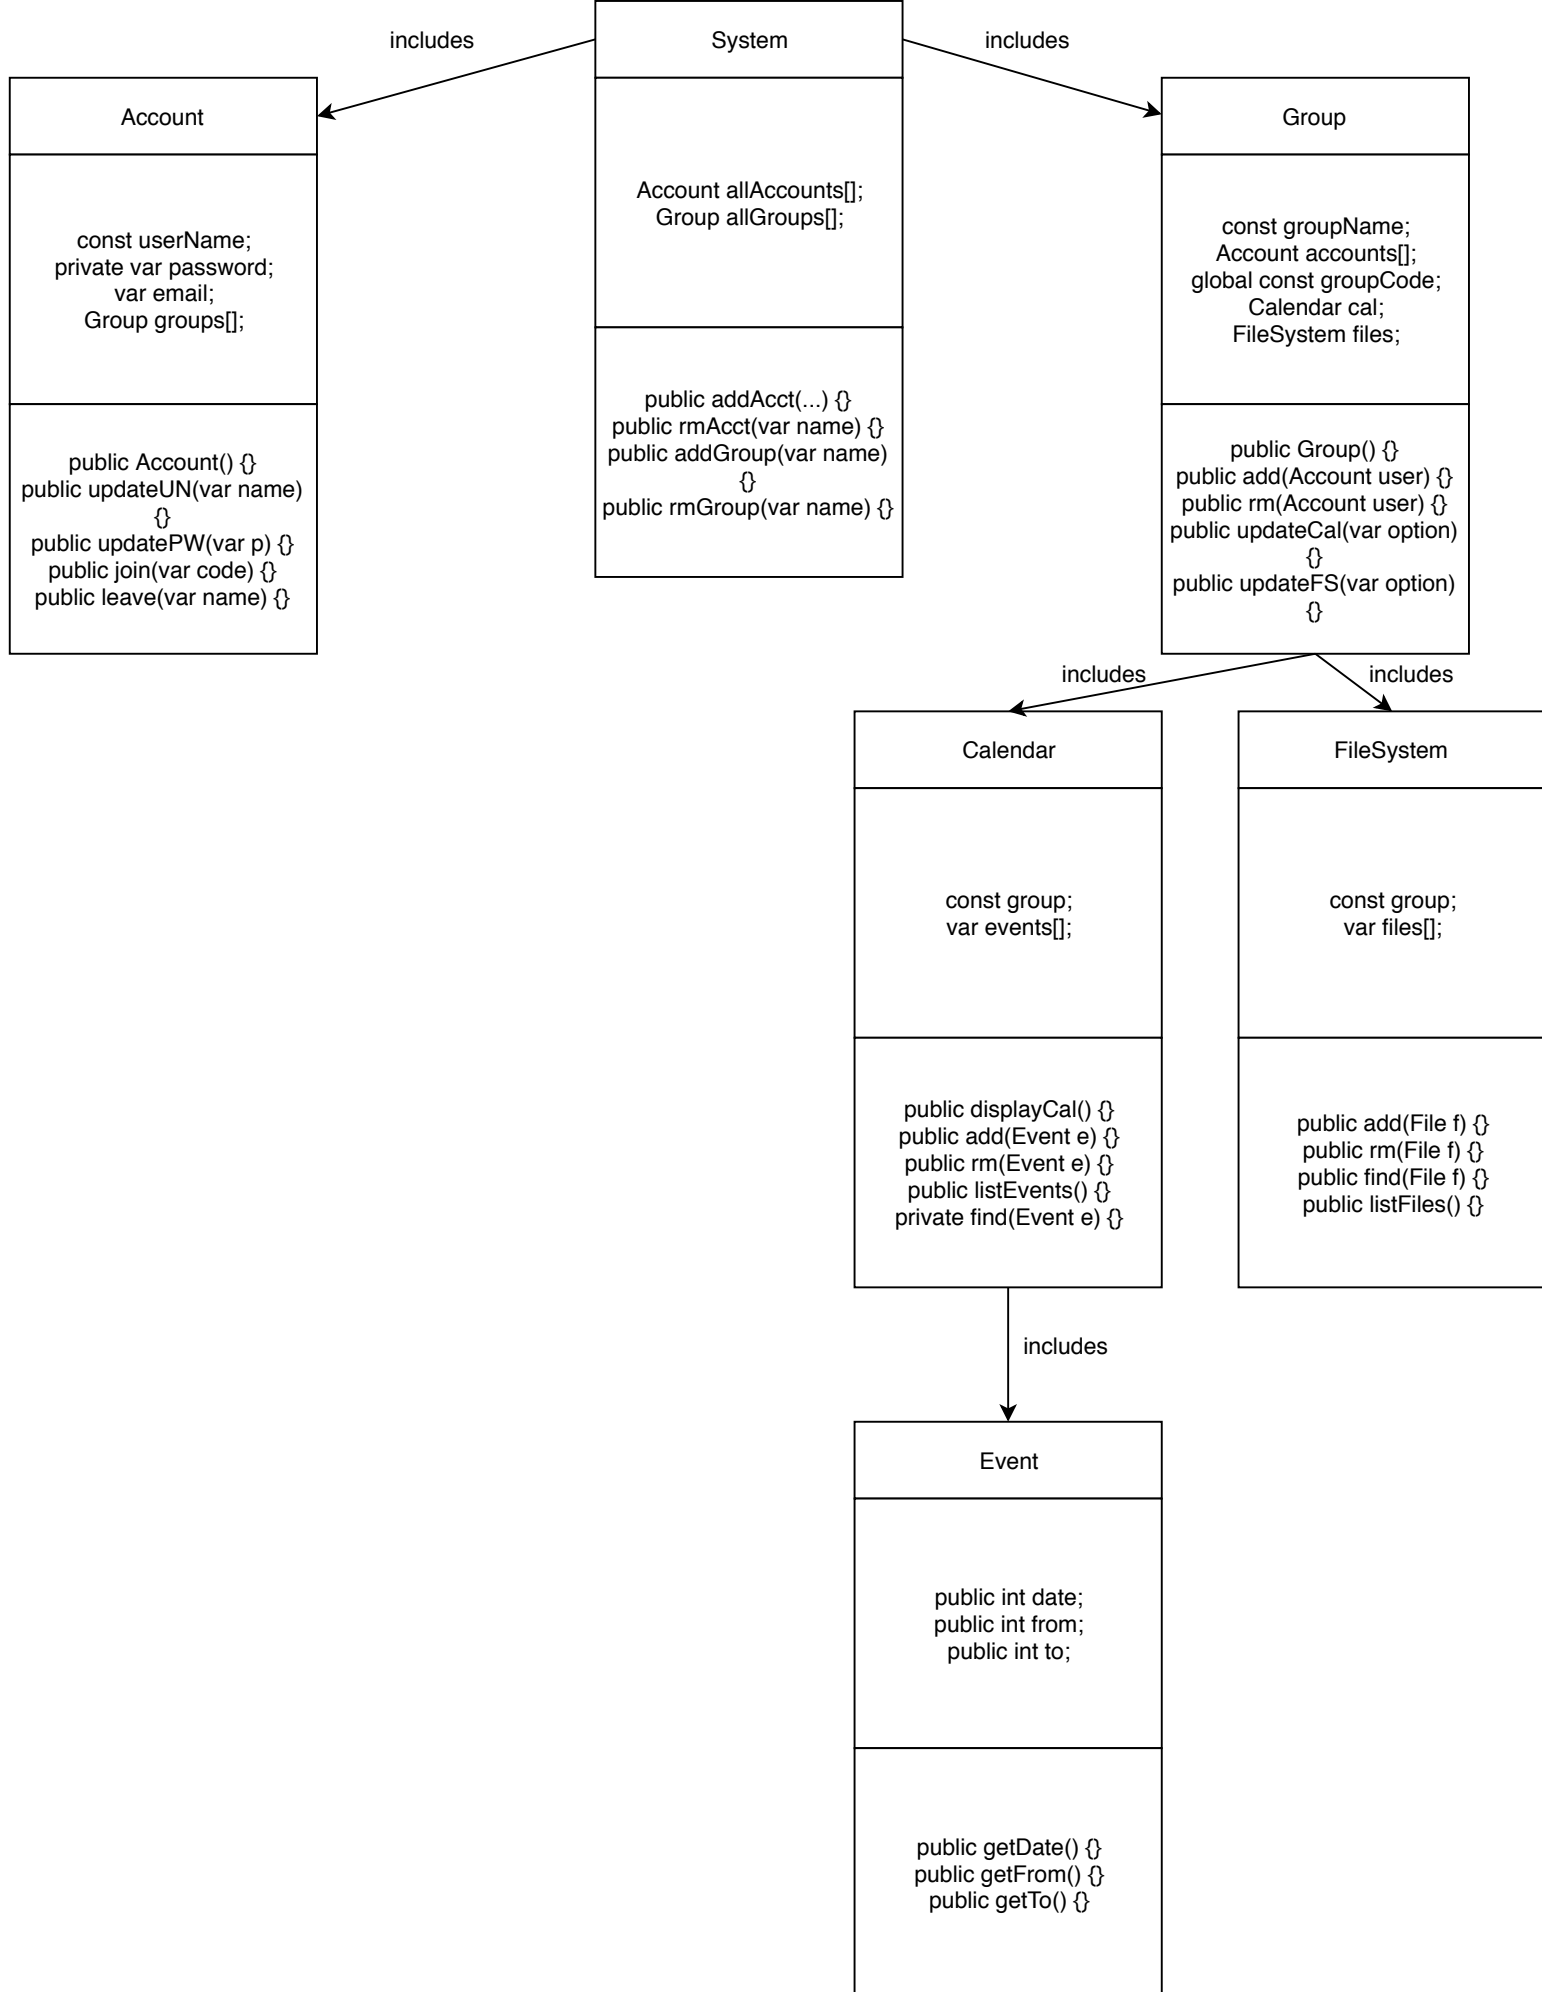 includes
System
includes
Account
Group
Account allAccounts[];
Group allGroups[];
const userName;
private var password;
var email;
Group groups[];
const groupName;
Account accounts[];
global const groupCode;
Calendar cal;
FileSystem files;
public addAcct(...) {}
public rmAcct(var name) {}
public addGroup(var name)
{}
public rmGroup(var name) {}
public Account() {}
public updateUN(var name)
{}
public updatePW(var p) {}
public join(var code) {}
public leave(var name) {}
public Group() {}
public add(Account user) {}
public rm(Account user) {}
public updateCal(var option)
{}
public updateFS(var option)
{}
includes
includes
Calendar
FileSystem
const group;
var events[];
const group;
var files[];
public displayCal() {}
public add(Event e) {}
public rm(Event e) {}
public listEvents() {}
private find(Event e) {}
public add(File f) {}
public rm(File f) {}
public find(File f) {}
public listFiles() {}
includes
Event
public int date;
public int from;
public int to;
public getDate() {}
public getFrom() {}
public getTo() {}